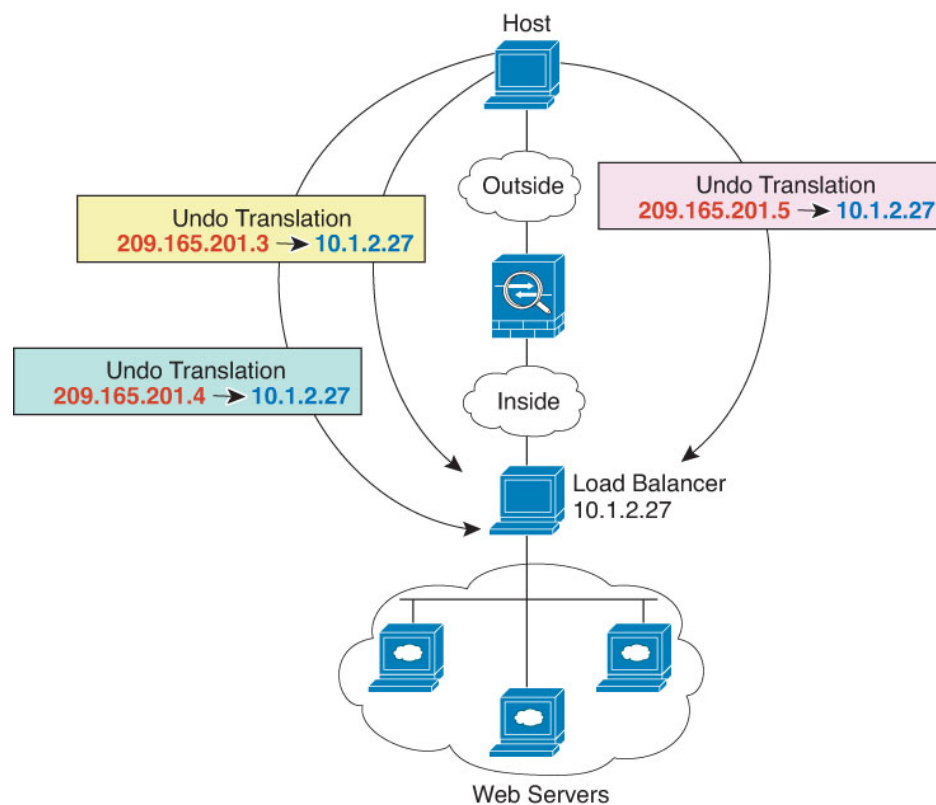 Host
Outside
Undo Translation
209.165.201.5 → 10.1.2.27
Undo Translation
209.165.201.3 → 10.1.2.27
Undo Translation
209.165.201.4 → 10.1.2.27
Inside
Load Balancer
10.1.2.27
Web Servers